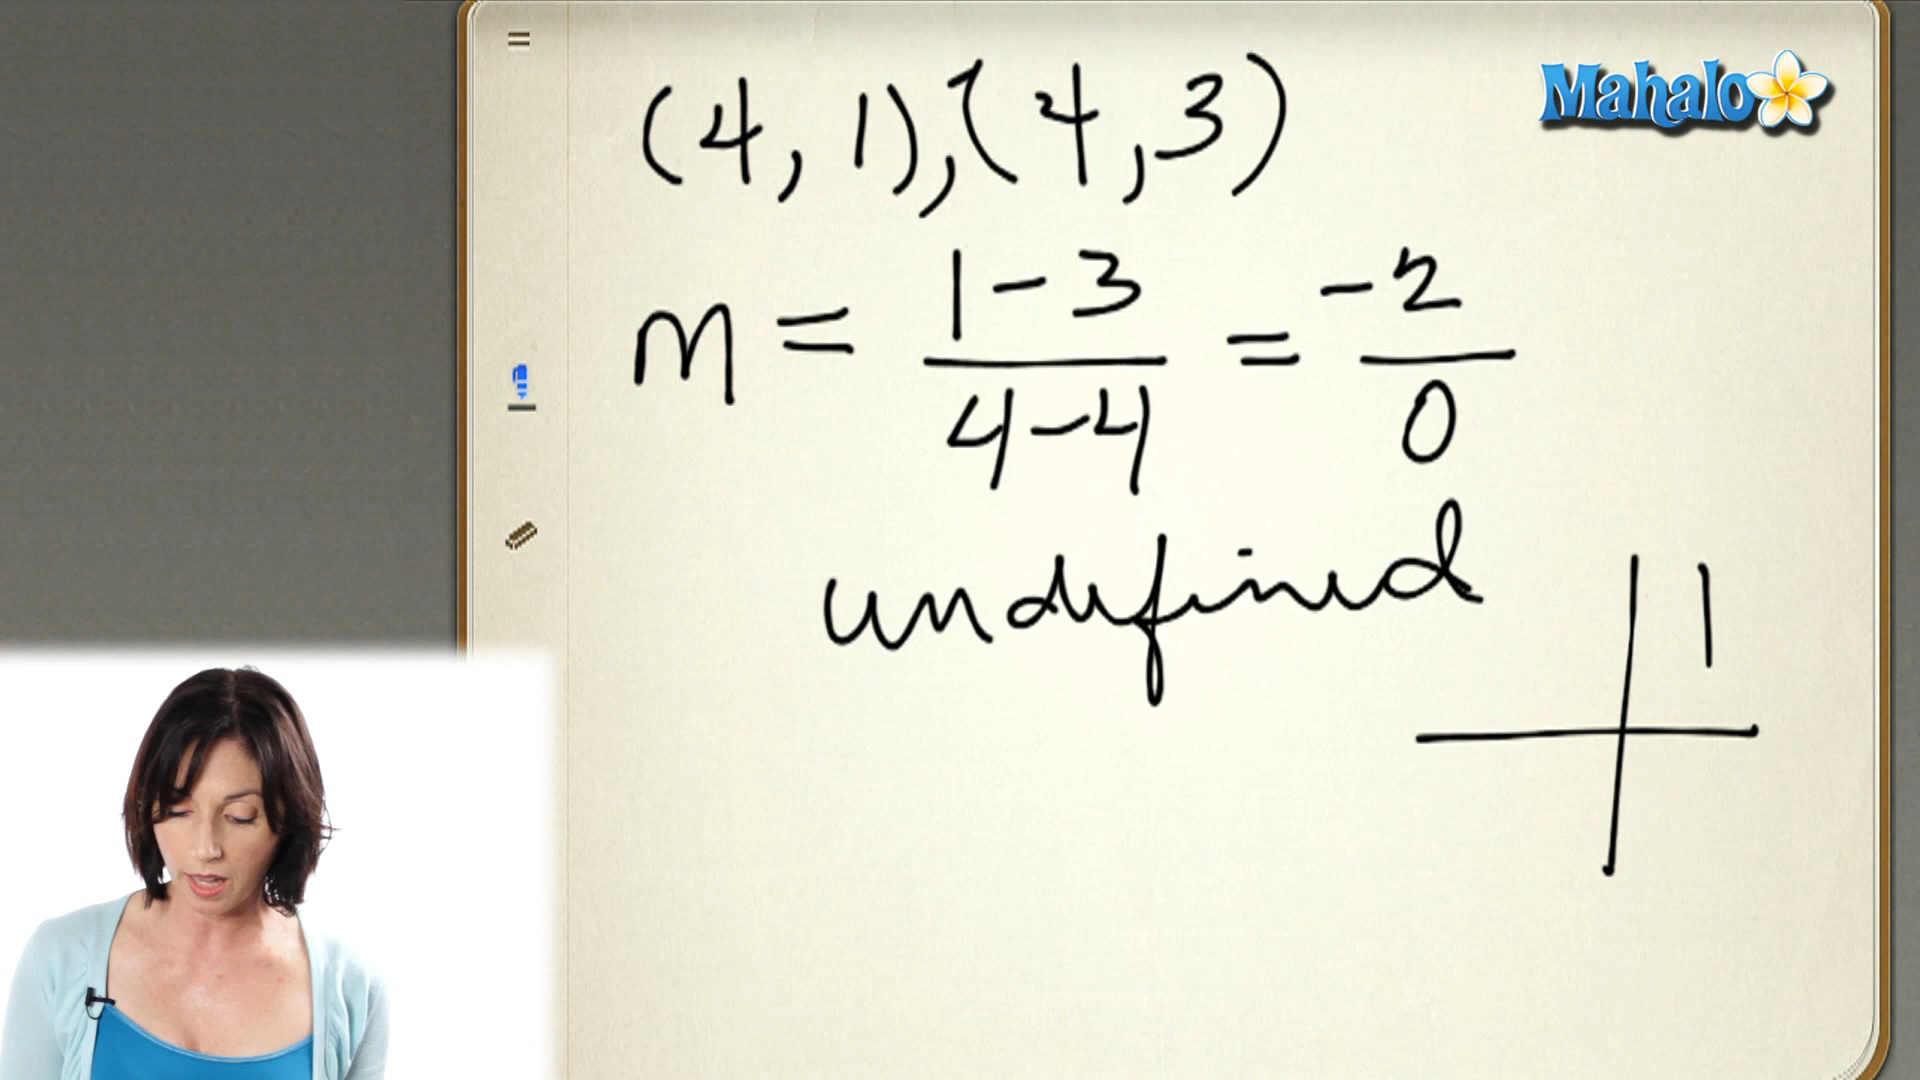 Mahalo
(4, 1), (4, 3)
m = 1-3/4-4 = -2/0
undefined